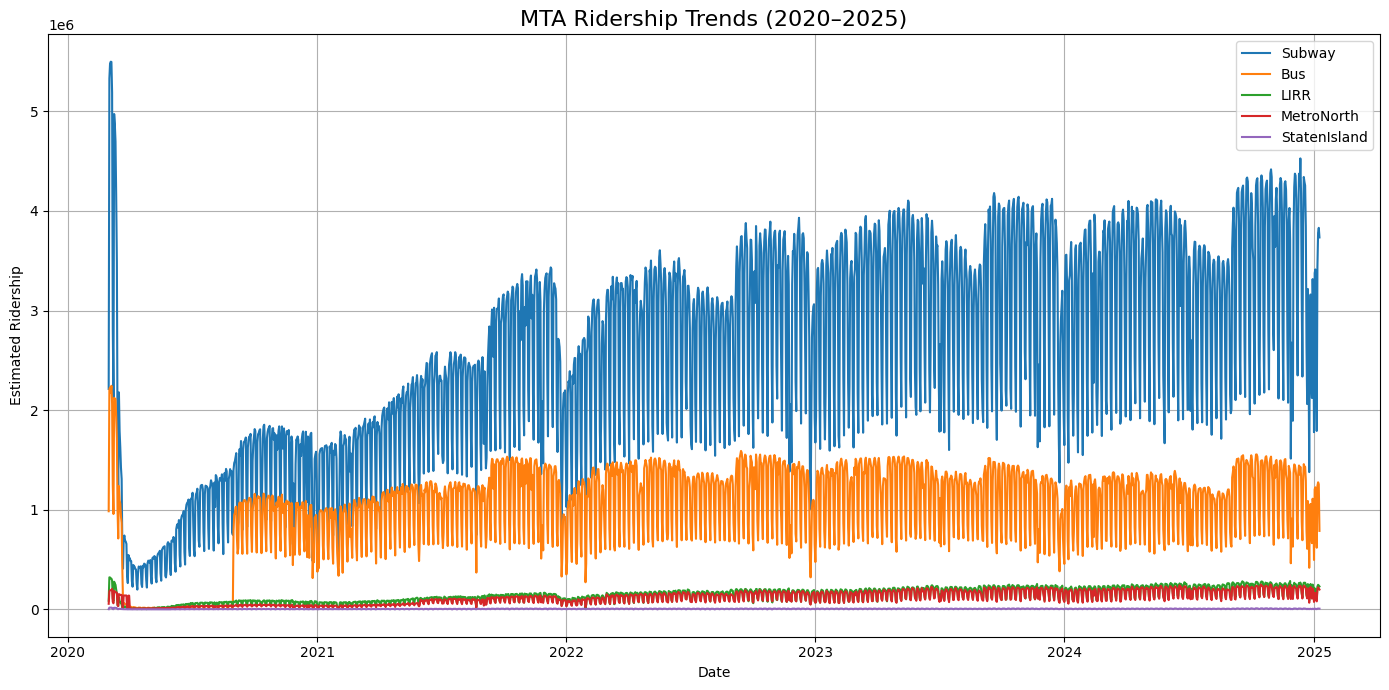 MTA Ridership Trends (2020–2025)
1e6
Subway
Bus
LIRR
MetroNorth
StatenIsland
5
4
3
2
1
0
Estimated Ridership
2020
2021
2022
2023
2024
2025
Date